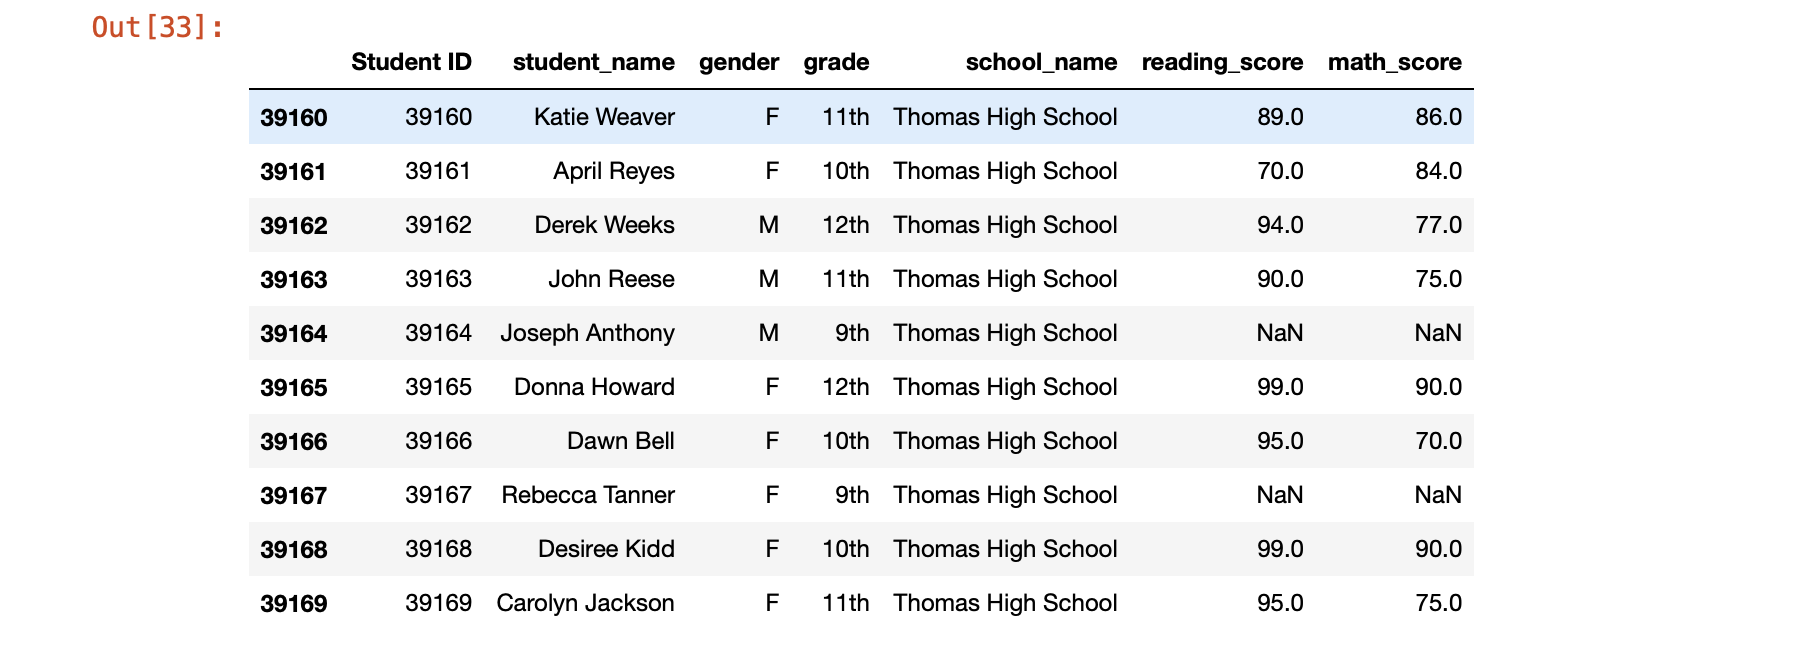 Out[33]:
Student ID student_name gender grade school_name reading_score math_score
39160 39160 Katie Weaver F 11th Thomas High School 89.0 86.0
39161 39161 April Reyes F 10th Thomas High School 70.0 84.0
39162 39162 Derek Weeks M 12th Thomas High School 94.0 77.0
39163 39163 John Reese M 11th Thomas High School 90.0 75.0
39164 39164 Joseph Anthony M 9th Thomas High School NaN NaN
39165 39165 Donna Howard F 12th Thomas High School 99.0 90.0
39166 39166 Dawn Bell F 10th Thomas High School 95.0 70.0
39167 39167 Rebecca Tanner F 9th Thomas High School NaN NaN
39168 39168 Desiree Kidd F 10th Thomas High School 99.0 90.0
39169 39169 Carolyn Jackson F 11th Thomas High School 95.0 75.0